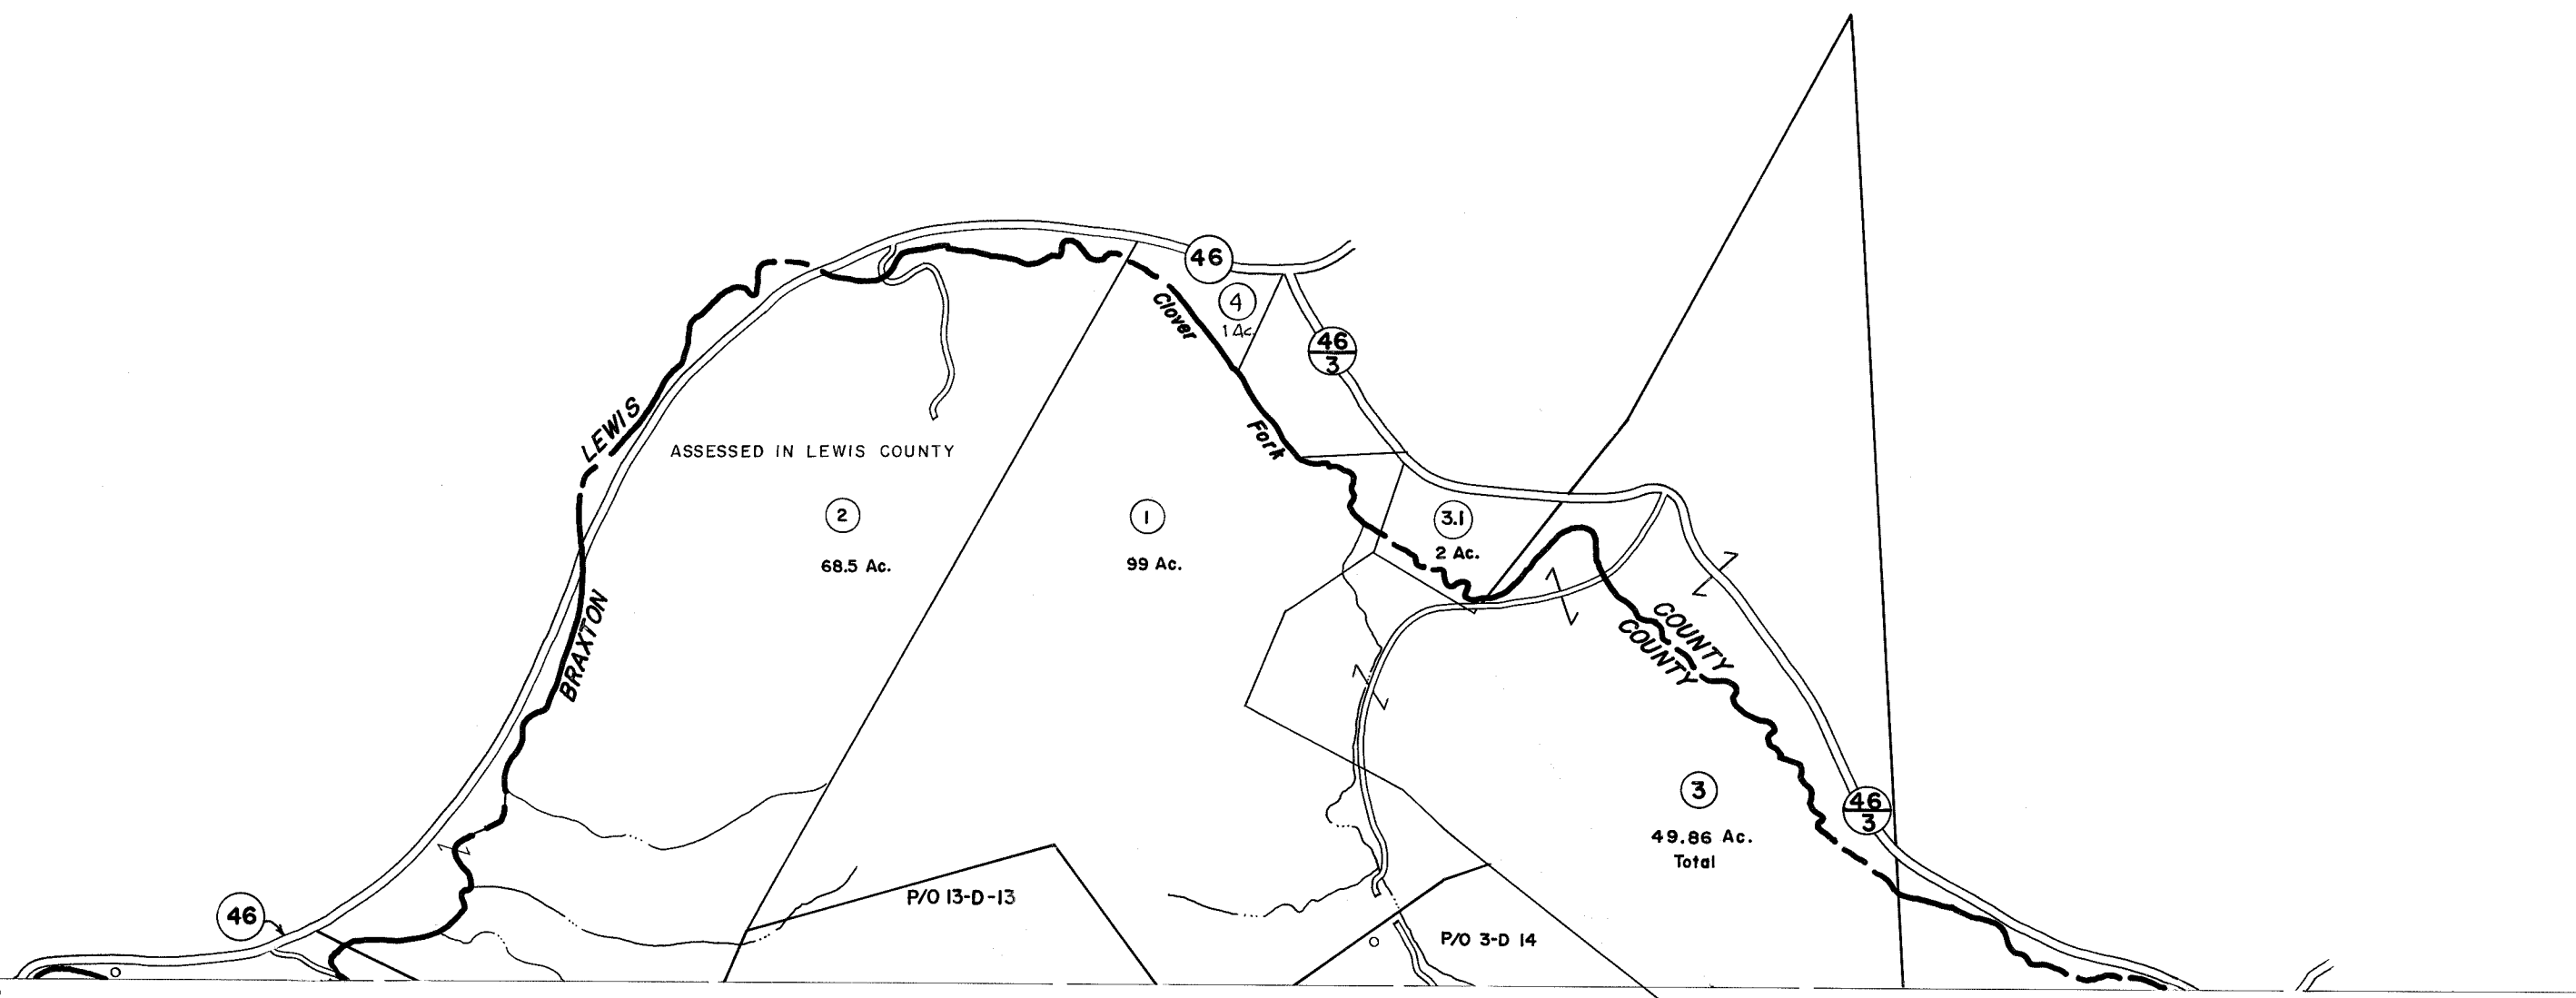 46
4
1 Ac.
Clover
46
3
LEWIS
Fork
ASSESSED IN LEWIS COUNTY
2
68.5 Ac.
1
99 Ac.
3.1
2 Ac.
BRAXTON
COUNTY
COUNTY
3
49.86 Ac.
Total
46
3
46
P/O 13-D-13
P/O 3-D 14